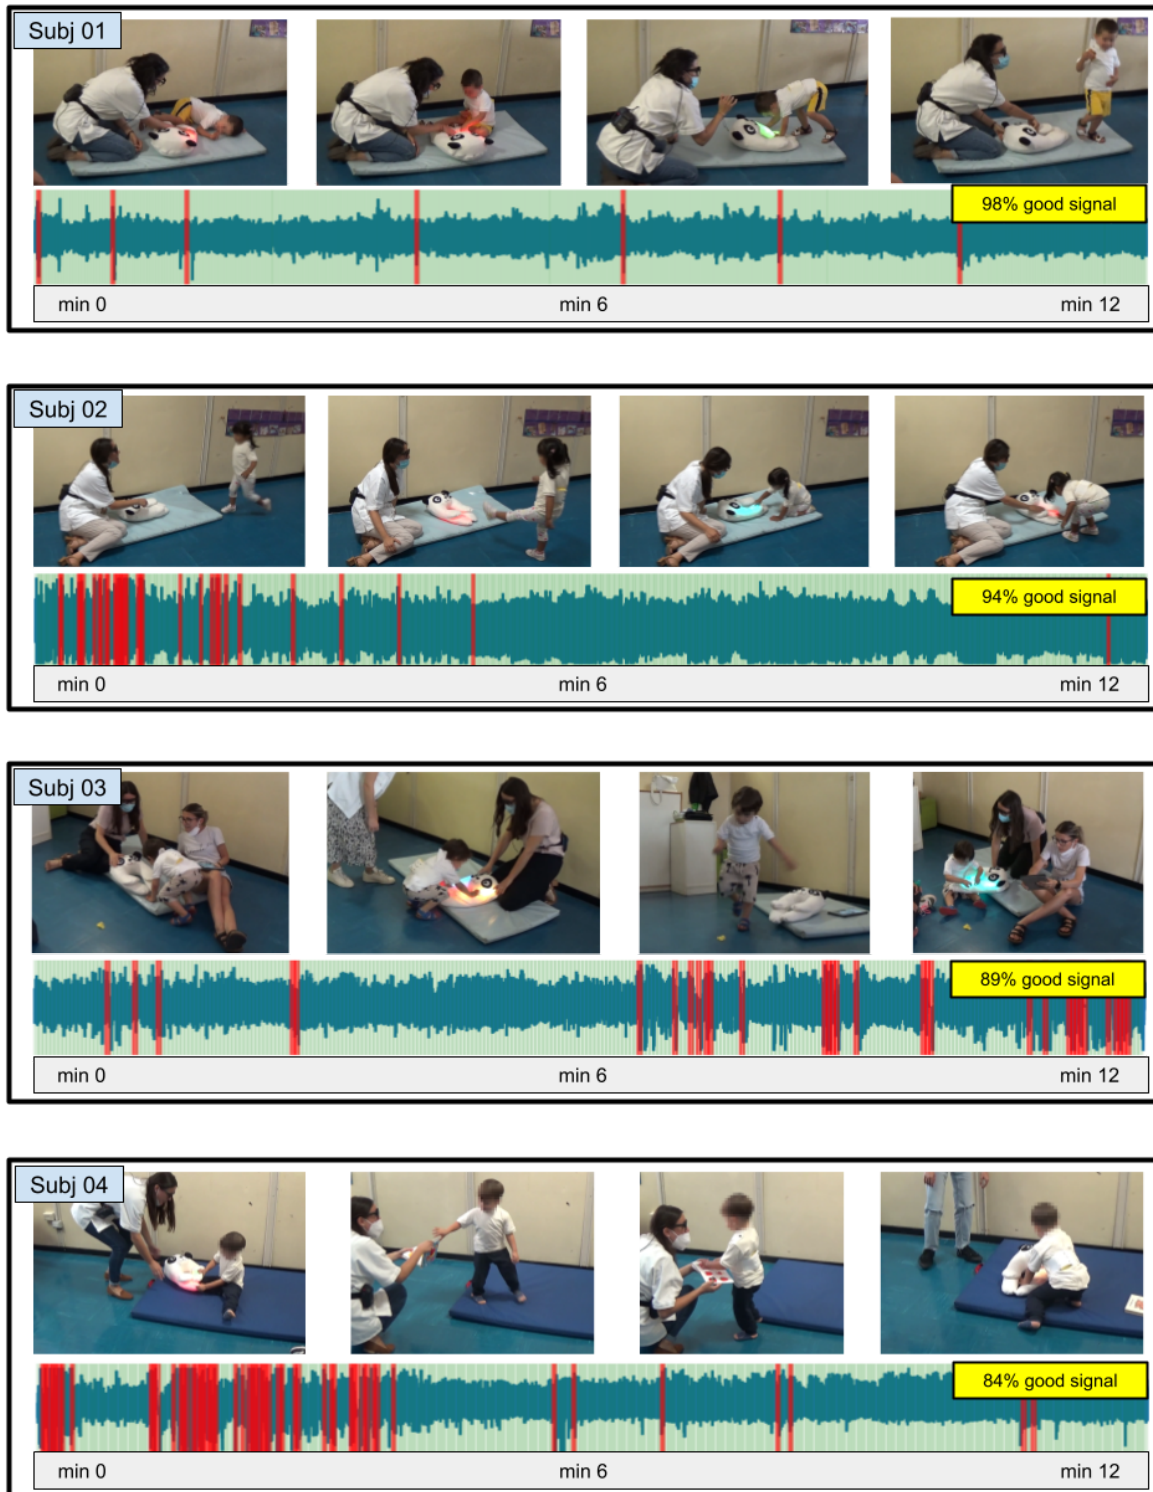 Subj 01
98% good signal
min 0 min 6 min 12
Subj 02
94% good signal
min 0 min 6 min 12
Subj 03
89% good signal
min 0 min 6 min 12
Subj 04
84% good signal
min 0 min 6 min 12